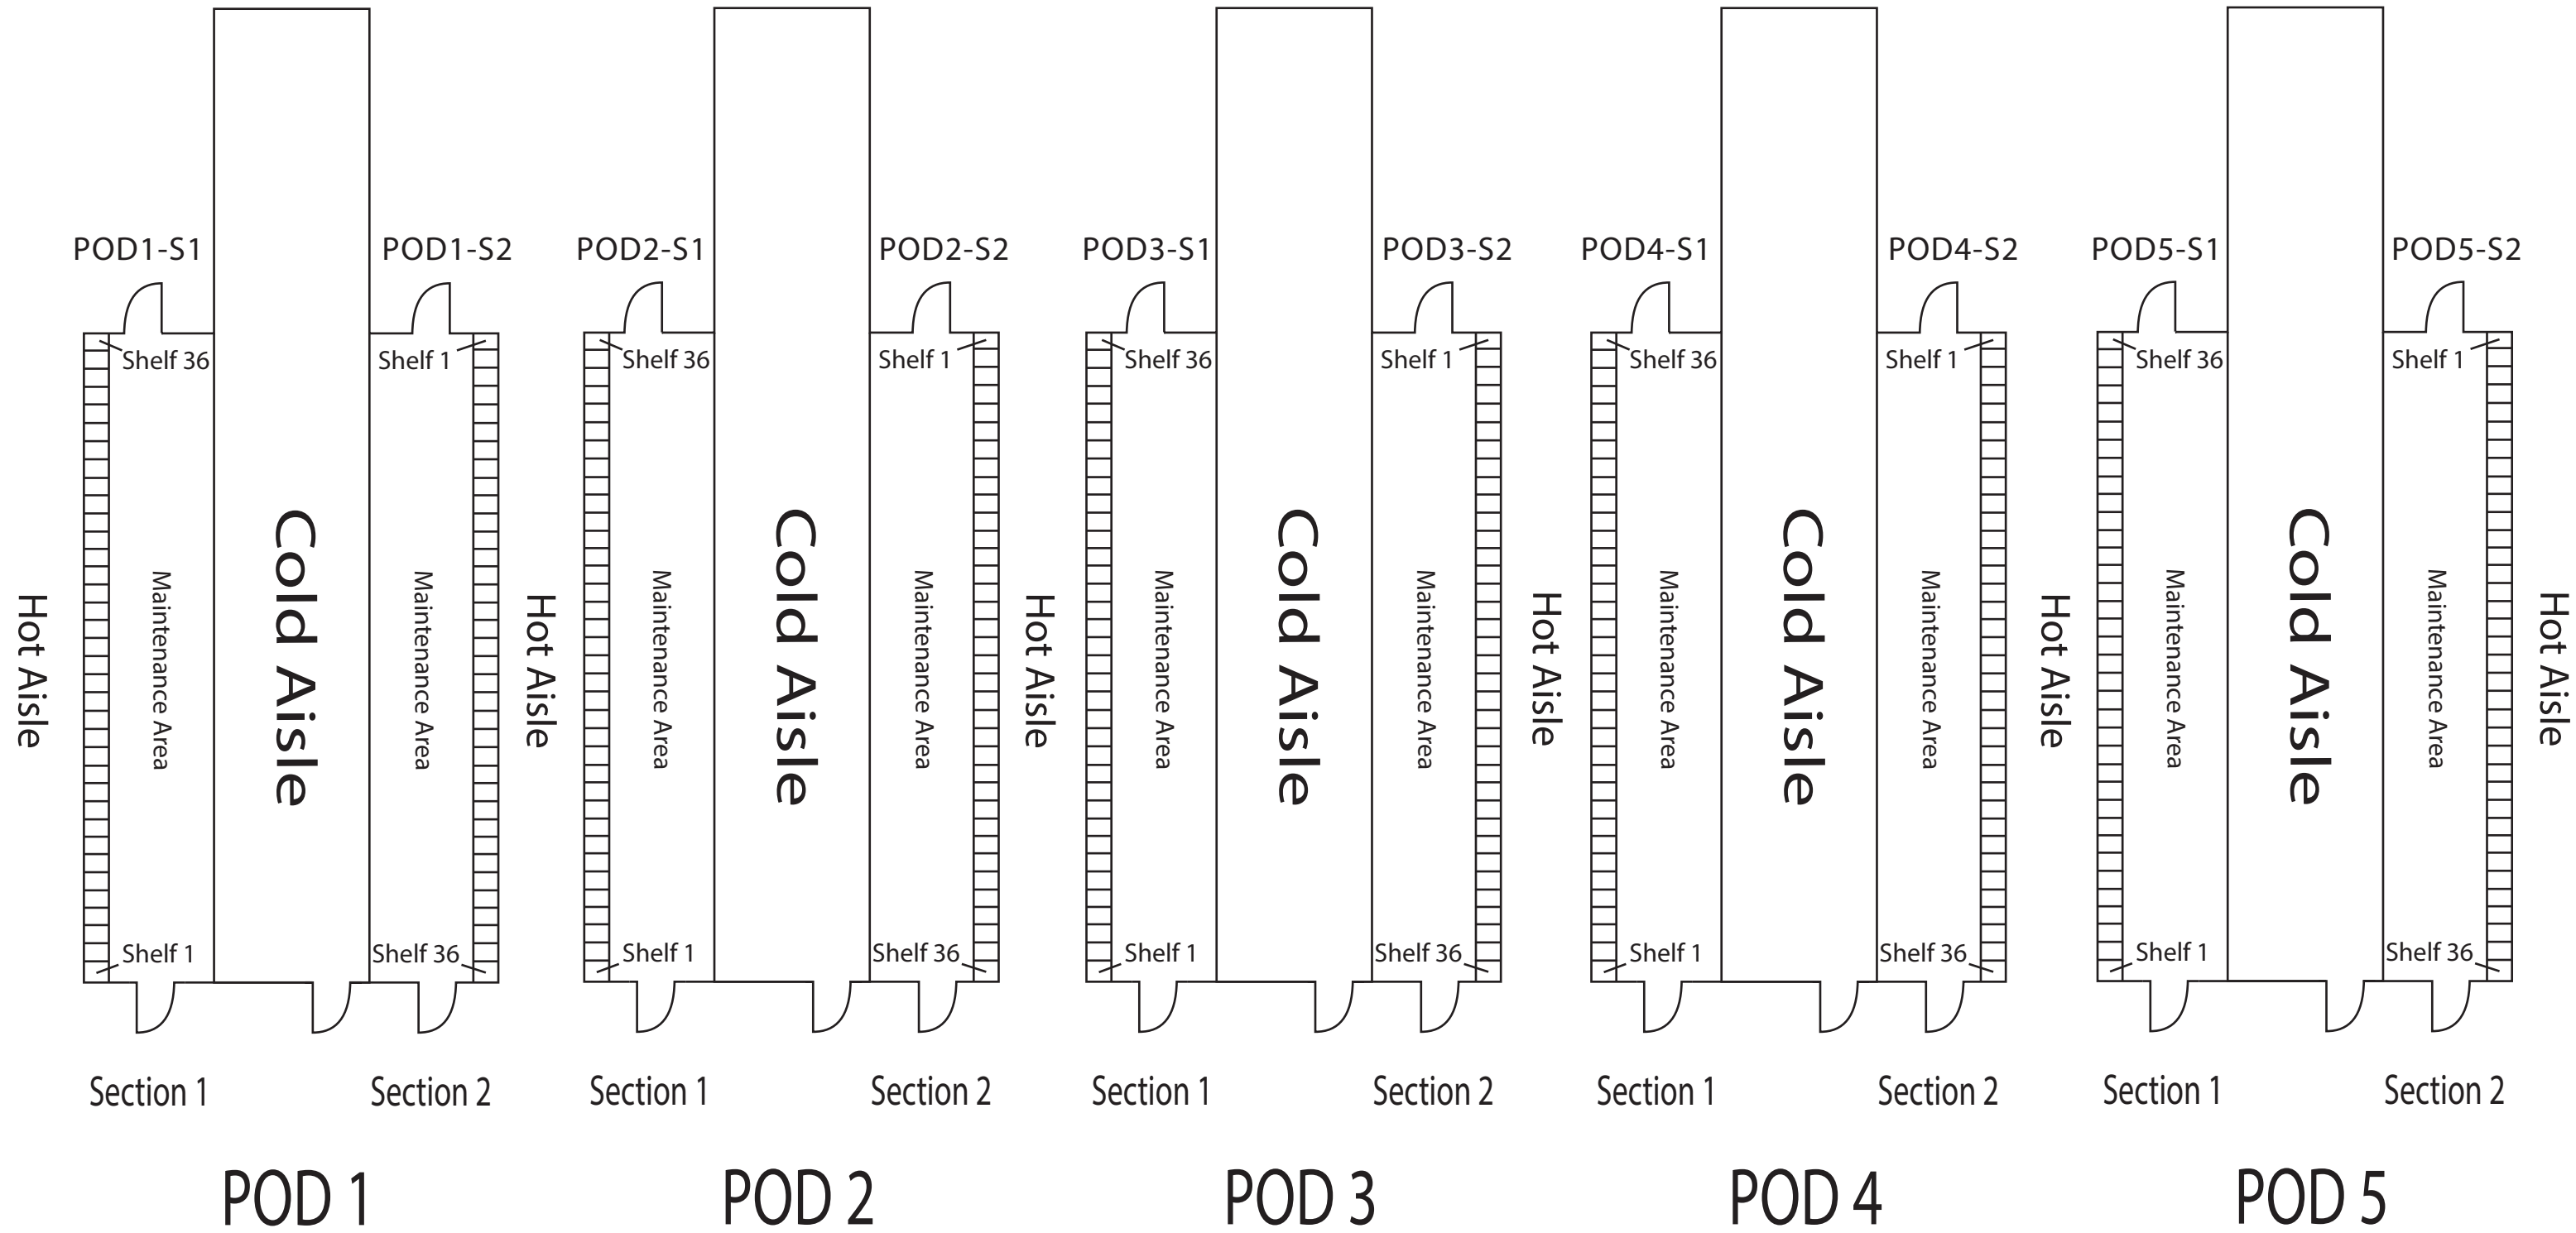 POD1-S1 POD1-S2 POD2-S1 POD2-S2 POD3-S1 POD3-S2 POD4-S1 POD4-S2 POD5-S1 POD5-S2
Shelf 36 Shelf 1 Shelf 36 Shelf 1 Shelf 36 Shelf 1 Shelf 36 Shelf 1 Shelf 36 Shelf 1
Hot Aisle
Maintenance Area
Cold Aisle
Maintenance Area
Hot Aisle
Maintenance Area
Cold Aisle
Maintenance Area
Hot Aisle
Maintenance Area
Cold Aisle
Maintenance Area
Hot Aisle
Maintenance Area
Cold Aisle
Maintenance Area
Hot Aisle
Maintenance Area
Cold Aisle
Maintenance Area
Hot Aisle
Shelf 1 Shelf 36 Shelf 1 Shelf 36 Shelf 1 Shelf 36 Shelf 1 Shelf 36 Shelf 1 Shelf 36
Section 1 Section 2 Section 1 Section 2 Section 1 Section 2 Section 1 Section 2 Section 1 Section 2
POD 1 POD 2 POD 3 POD 4 POD 5